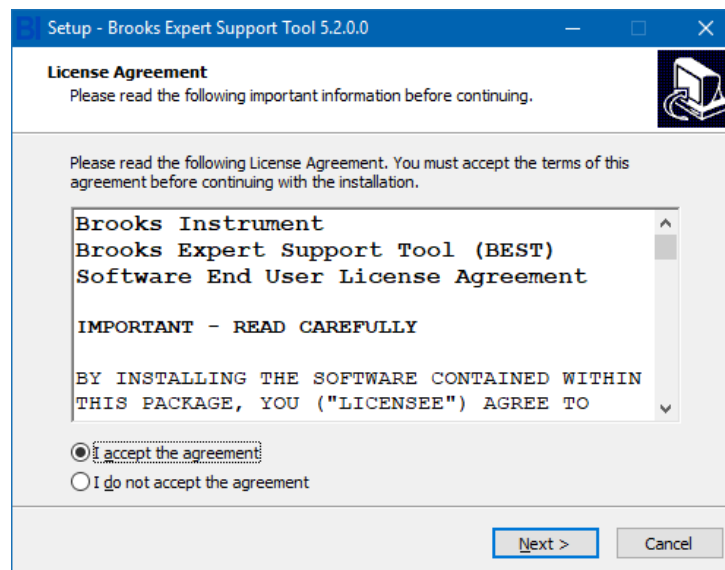 BI Setup - Brooks Expert Support Tool 5.2.0.0
License Agreement
Please read the following important information before continuing.
Please read the following License Agreement. You must accept the terms of this
agreement before continuing with the installation.
Brooks Instrument
Brooks Expert Support Tool (BEST)
Software End User License Agreement
IMPORTANT - READ CAREFULLY
BY INSTALLING THE SOFTWARE CONTAINED WITHIN
THIS PACKAGE, YOU ("LICENSEE") AGREE TO
I accept the agreement
I do not accept the agreement
Next >
Cancel